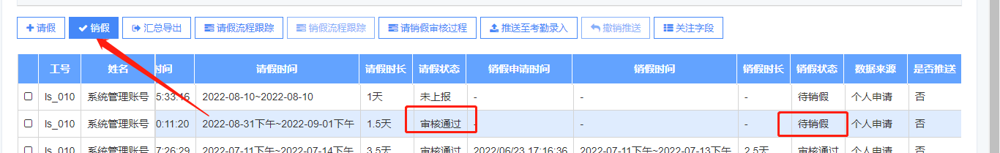 请假 销假 汇总导出 请假流程跟踪 销假流程跟踪 请销假审核过程 推送至考勤录入 撤销推送 关注字段
工号 姓名 时间 请假时间 请假时长 请假状态 销假申请时间 销假时间 销假时长 销假状态 数据来源 是否推送
ls_010 系统管理账号 5:33:16 2022-08-10~2022-08-10 1天 未上报 - - - 待销假 个人申请 否
ls_010 系统管理账号 0:11:20 2022-08-31下午~2022-09-01下午 1.5天 审核通过 - - - 待销假 个人申请 否
ls_010 系统管理账号 7:26:29 2022-07-11下午~2022-07-14下午 3.5天 审核通过 2022/06/23 17:16:36 2022-07-11下午~2022-07-13下午 2.5天 审核通过 个人申请 否